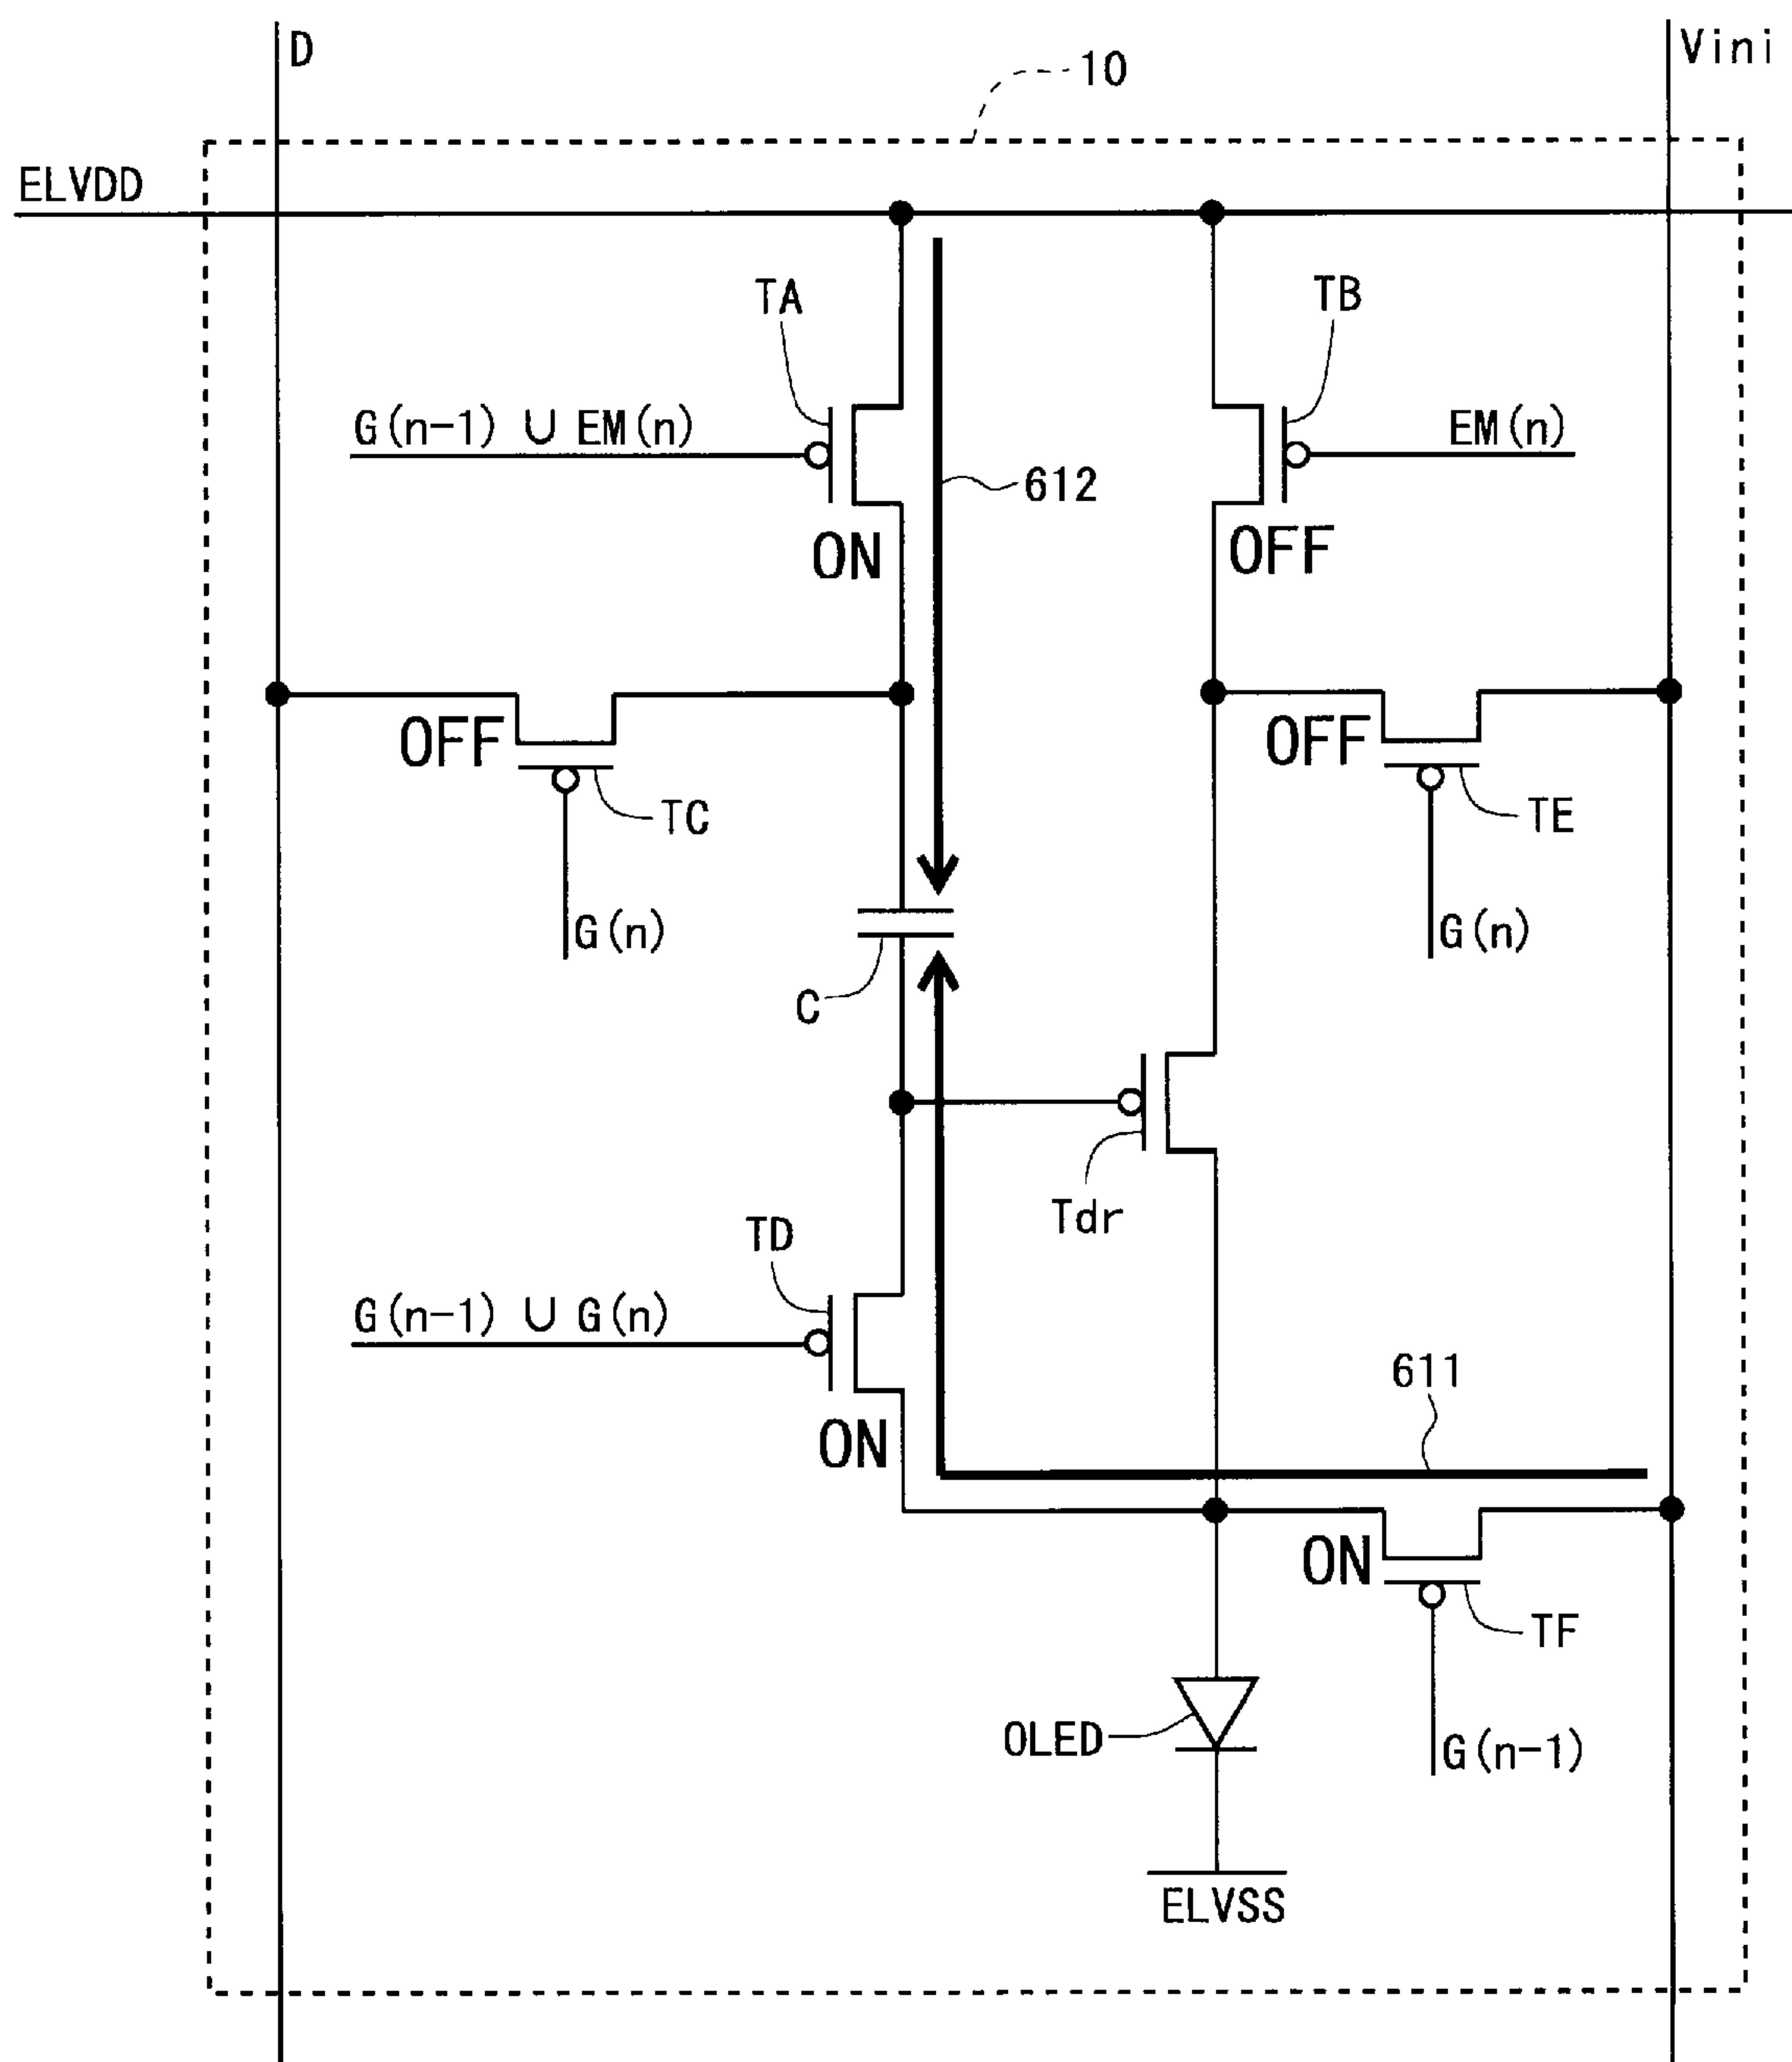 D
Vini
10
ELVDD
TA
TB
G(n-1) ∪ EM(n)
EM(n)
612
ON
OFF
OFF
OFF
TC
TE
G(n)
G(n)
C
Tdr
TD
G(n-1) ∪ G(n)
611
ON
ON
TF
OLED
G(n-1)
ELVSS